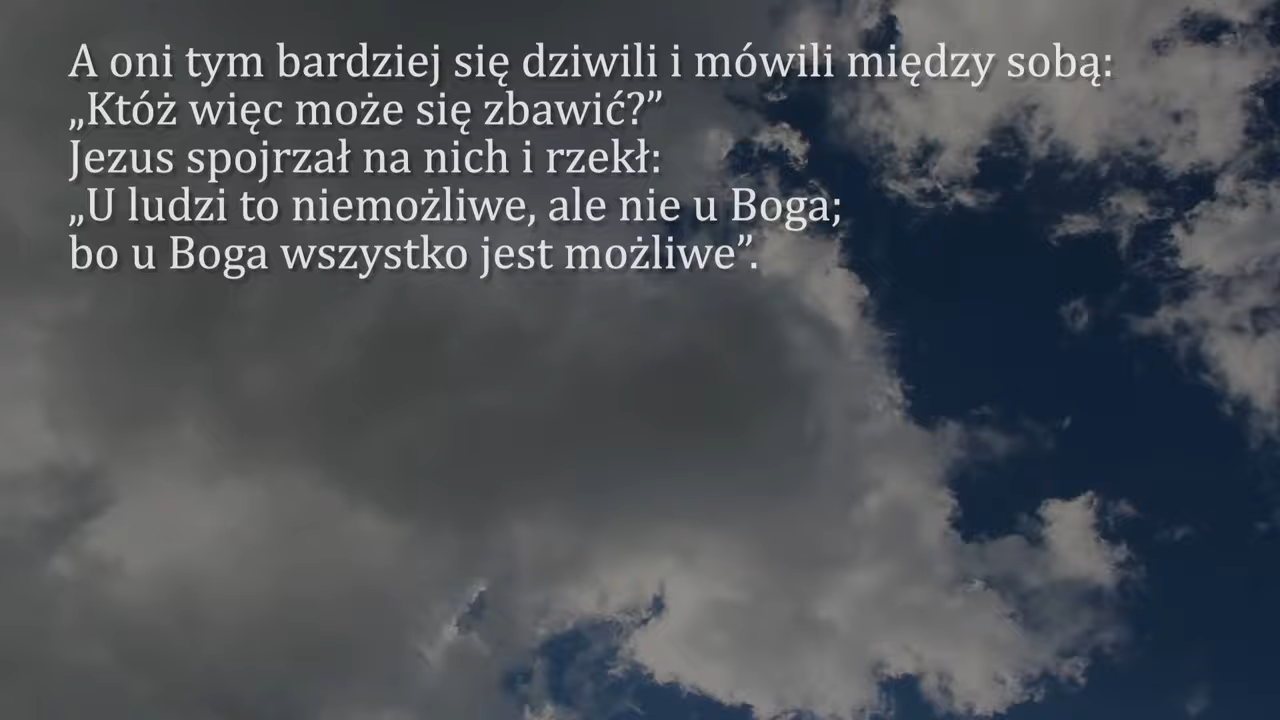 A oni tym bardziej się dziwili i mówili między sobą:
„Któż więc może się zbawić?”
Jezus spojrzał na nich i rzekł:
„U ludzi to niemożliwe, ale nie u Boga;
bo u Boga wszystko jest możliwe”.